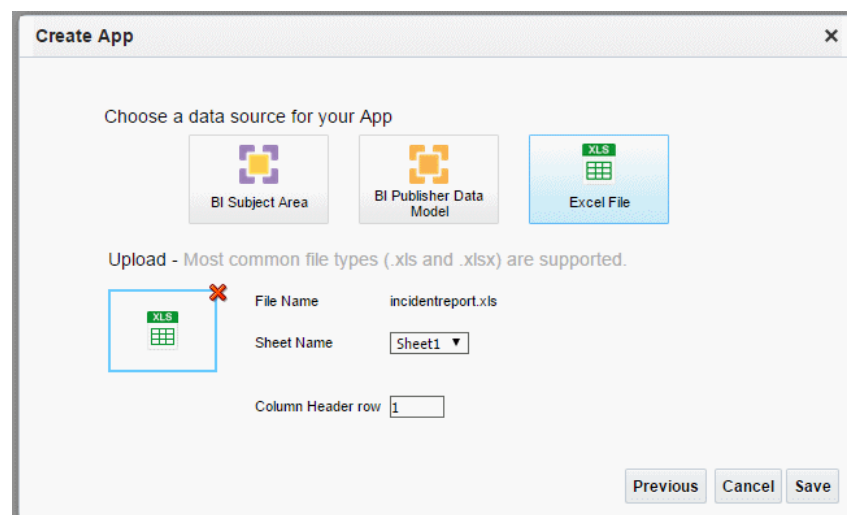 Create App
Choose a data source for your App
XLS
BI Subject Area
BI Publisher Data
Model
Excel File
Upload - Most common file types (.xls and .xlsx) are supported.
XLS
File Name incidentreport.xls
Sheet Name Sheet1
Column Header row 1
Previous Cancel Save